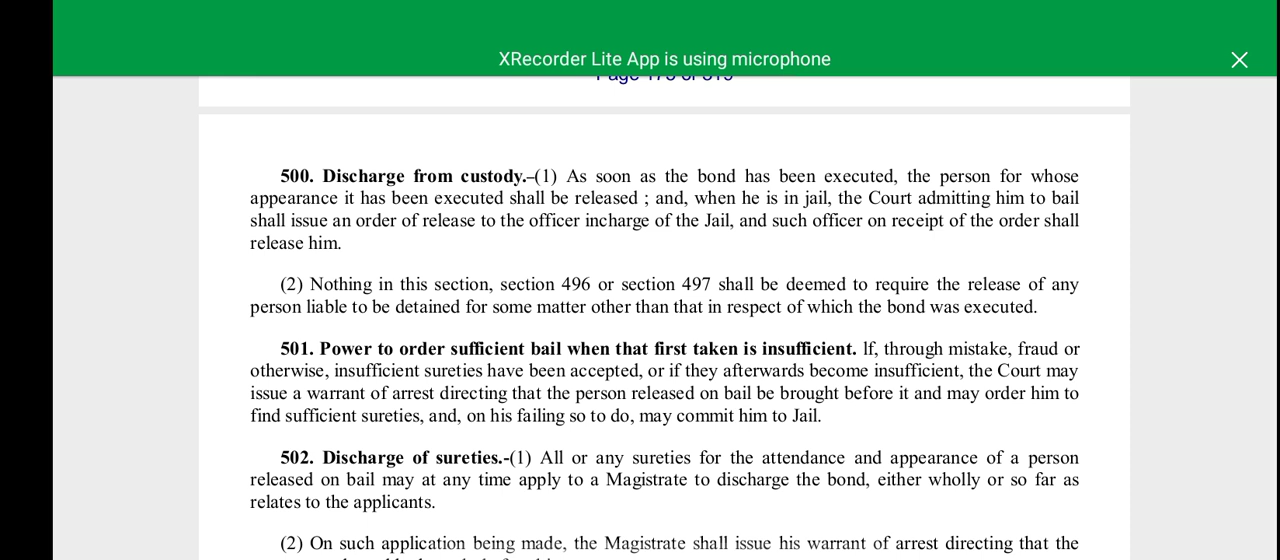 XRecorder Lite App is using microphone
500. Discharge from custody.–(1) As soon as the bond has been executed, the person for whose
appearance it has been executed shall be released ; and, when he is in jail, the Court admitting him to bail
shall issue an order of release to the officer incharge of the Jail, and such officer on receipt of the order shall
release him.
(2) Nothing in this section, section 496 or section 497 shall be deemed to require the release of any
person liable to be detained for some matter other than that in respect of which the bond was executed.
501. Power to order sufficient bail when that first taken is insufficient. If, through mistake, fraud or
otherwise, insufficient sureties have been accepted, or if they afterwards become insufficient, the Court may
issue a warrant of arrest directing that the person released on bail be brought before it and may order him to
find sufficient sureties, and, on his failing so to do, may commit him to Jail.
502. Discharge of sureties.-(1) All or any sureties for the attendance and appearance of a person
released on bail may at any time apply to a Magistrate to discharge the bond, either wholly or so far as
relates to the applicants.
(2) On such application being made, the Magistrate shall issue his warrant of arrest directing that the